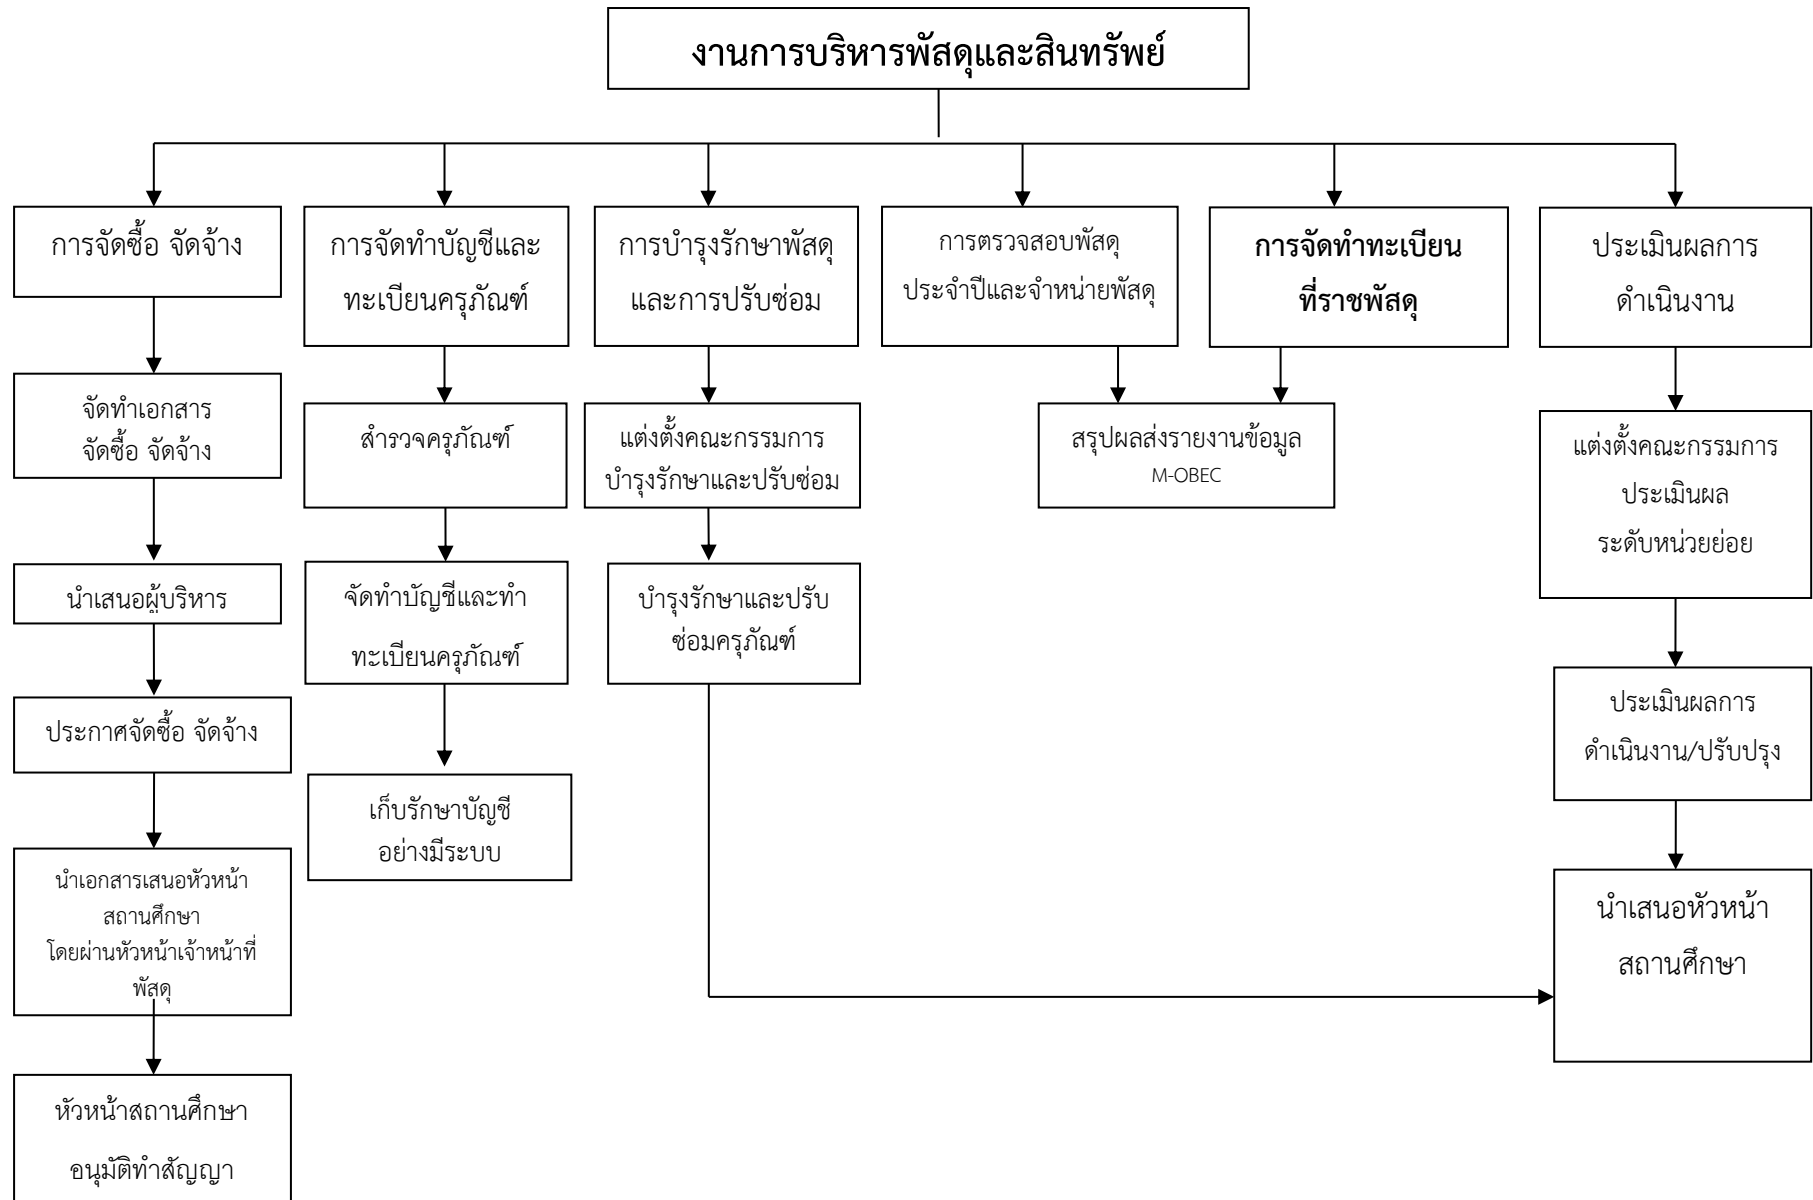 งานการบริหารพัสดุและสินทรัพย์
การจัดซื้อ จัดจ้าง
การจัดทำบัญชีและ
ทะเบียนครุภัณฑ์
การบำรุงรักษาพัสดุ
และการปรับซ่อม
การตรวจสอบพัสดุ
ประจำปีและจำหน่ายพัสดุ
การจัดทำทะเบียน
ที่ราชพัสดุ
ประเมินผลการ
ดำเนินงาน
จัดทำเอกสาร
จัดซื้อ จัดจ้าง
สำรวจครุภัณฑ์
แต่งตั้งคณะกรรมการ
บำรุงรักษาและปรับซ่อม
สรุปผลส่งรายงานข้อมูล
M-OBEC
แต่งตั้งคณะกรรมการ
ประเมินผล
ระดับหน่วยย่อย
นำเสนอผู้บริหาร
จัดทำบัญชีและทำ
ทะเบียนครุภัณฑ์
บำรุงรักษาและปรับ
ซ่อมครุภัณฑ์
ประกาศจัดซื้อ จัดจ้าง
ประเมินผลการ
ดำเนินงาน/ปรับปรุง
เก็บรักษาบัญชี
อย่างมีระบบ
นำเอกสารเสนอหัวหน้า
สถานศึกษา
โดยผ่านหัวหน้าเจ้าหน้าที่
พัสดุ
นำเสนอหัวหน้า
สถานศึกษา
หัวหน้าสถานศึกษา
อนุมัติทำสัญญา